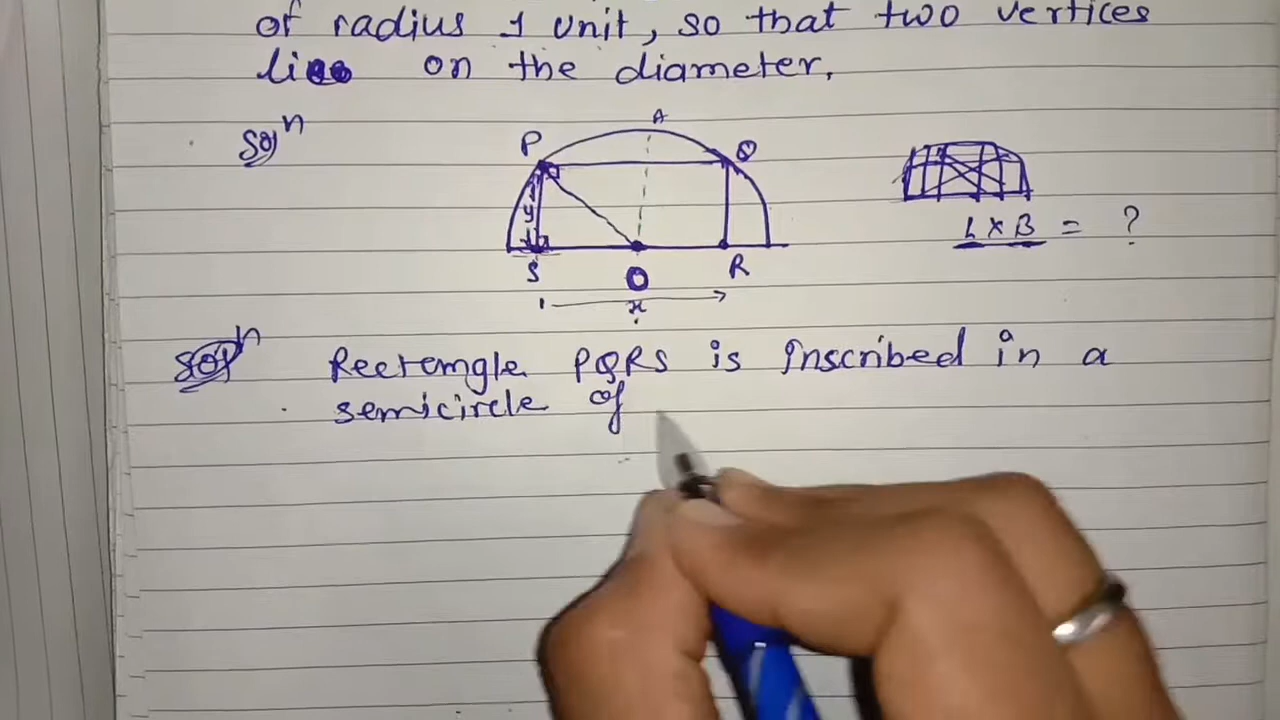 of radius 1 unit, so that two vertices
lies on the diameter.
Solⁿ
A
P
Q
y
S
O
R
x
L x B = ?
Solⁿ Rectangle PQRS is inscribed in a
semicircle of